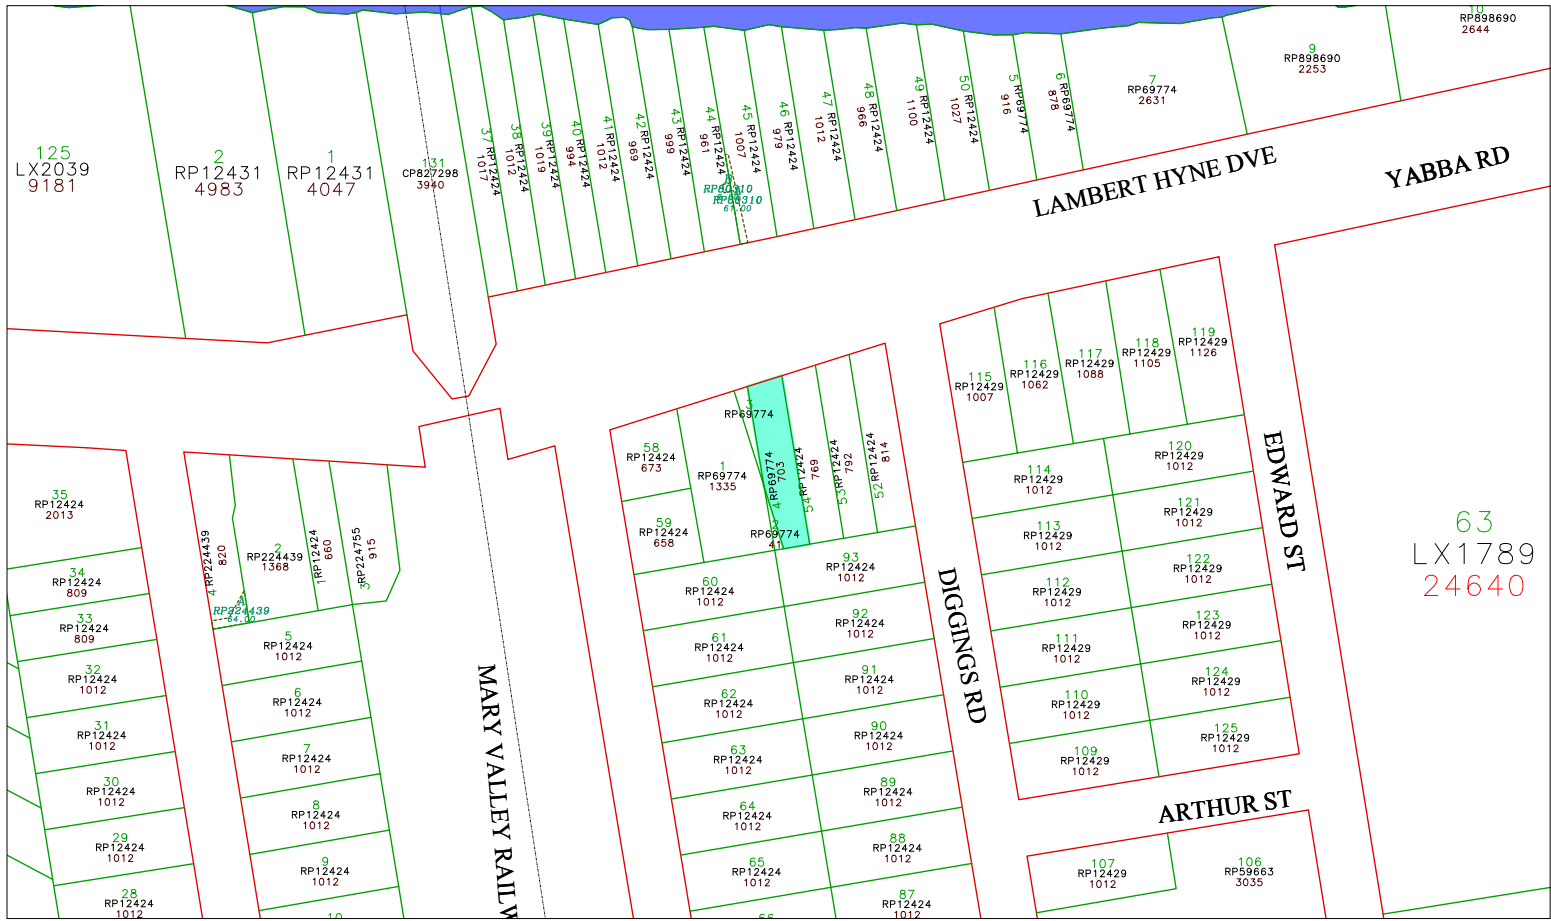 10
RP898690
2644
9
RP898690
2253
7
RP69774
2631
6 RP69774
878
5 RP69774
916
50 RP12424
1027
49 RP12424
1100
48 RP12424
966
47 RP12424
1012
46 RP12424
979
45 RP12424
1007
44 RP12424
961
43 RP12424
999
42 RP12424
969
41 RP12424
1012
40 RP12424
994
39 RP12424
1019
38 RP12424
1012
37 RP12424
1017
131
CP827298
3940
1
RP12431
4047
2
RP12431
4983
125
LX2039
9181
RP80310
RP80310
61.00
LAMBERT HYNE DVE
YABBA RD
119
RP12429
1126
118
RP12429
1105
117
RP12429
1088
116
RP12429
1062
115
RP12429
1007
120
RP12429
1012
114
RP12429
1012
121
RP12429
1012
113
RP12429
1012
122
RP12429
1012
112
RP12429
1012
123
RP12429
1012
111
RP12429
1012
124
RP12429
1012
110
RP12429
1012
125
RP12429
1012
109
RP12429
1012
EDWARD ST
63
LX1789
24640
ARTHUR ST
107
RP12429
1012
106
RP59663
3035
DIGGINGS RD
58
RP12424
673
59
RP12424
658
1
RP69774
1335
3
RP69774
4 RP69774
703
2
RP69774
41
54 RP12424
769
53 RP12424
792
52 RP12424
814
93
RP12424
1012
60
RP12424
1012
92
RP12424
1012
61
RP12424
1012
91
RP12424
1012
62
RP12424
1012
90
RP12424
1012
63
RP12424
1012
89
RP12424
1012
64
RP12424
1012
88
RP12424
1012
65
RP12424
1012
87
RP12424
1012
66
MARY VALLEY RAILW
35
RP12424
2013
34
RP12424
809
33
RP12424
809
32
RP12424
1012
31
RP12424
1012
30
RP12424
1012
29
RP12424
1012
28
RP12424
1012
4 RP224439
820
2
RP224439
1368
1 RP12424
660
3 RP224755
915
A
RP224439
64.00
5
RP12424
1012
6
RP12424
1012
7
RP12424
1012
8
RP12424
1012
9
RP12424
1012
10